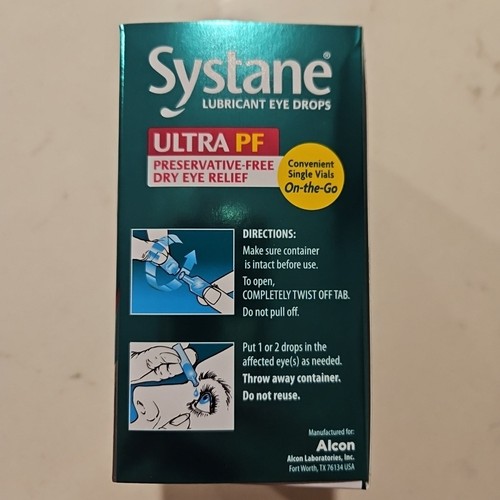 Systane®
LUBRICANT EYE DROPS
ULTRA PF
PRESERVATIVE-FREE
DRY EYE RELIEF
Convenient
Single Vials
On-the-Go
DIRECTIONS:
Make sure container
is intact before use.
To open,
COMPLETELY TWIST OFF TAB.
Do not pull off.
Put 1 or 2 drops in the
affected eye(s) as needed.
Throw away container.
Do not reuse.
Manufactured for:
Alcon
Alcon Laboratories, Inc.
Fort Worth, TX 76134 USA